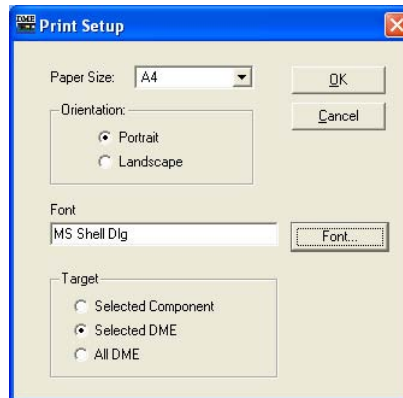 DME
Print Setup
Paper Size: A4
OK
Orientation:
Cancel
Portrait
Landscape
Font
MS Shell Dlg
Font...
Target
Selected Component
Selected DME
All DME